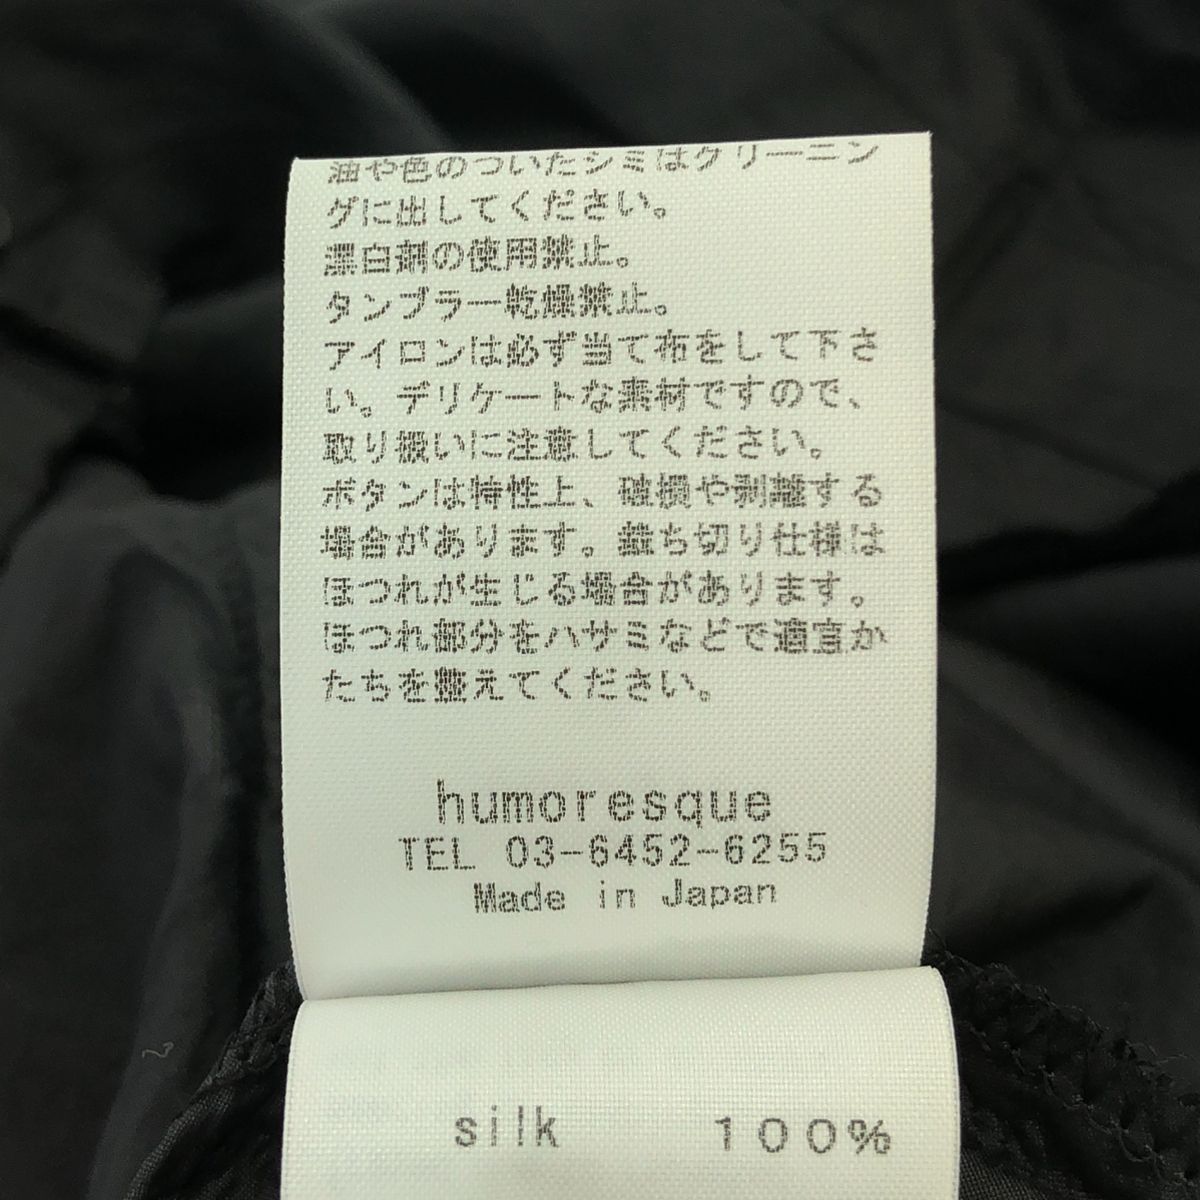 油や色のついたシミはクリーニン
グに出してください。
漂白剤の使用禁止。
タンブラー乾燥禁止。
アイロンは必ず当て布をして下さ
い。デリケートな素材ですので、
取り扱いに注意してください。
ボタンは特性上、破損や剥離する
場合があります。裁ち切り仕様は
ほつれが生じる場合があります。
ほつれ部分をハサミなどで適宜か
たちを整えてください。
humoresque
TEL 03-6452-6255
Made in Japan
silk 100%